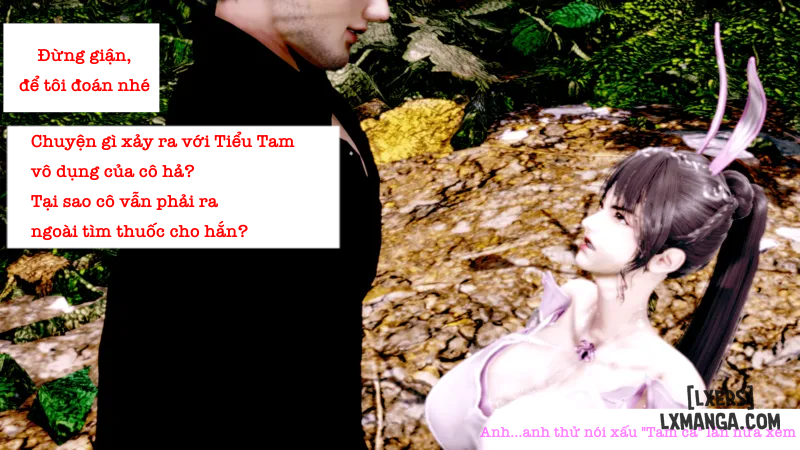 Đừng giận,
để tôi đoán nhé
Chuyện gì xảy ra với Tiểu Tam
vô dụng của cô hả?
Tại sao cô vẫn phải ra
ngoài tìm thuốc cho hắn?
[LXERS]
LXMANGA.COM
Anh...anh thử nói xấu "Tam ca" lần nữa xem